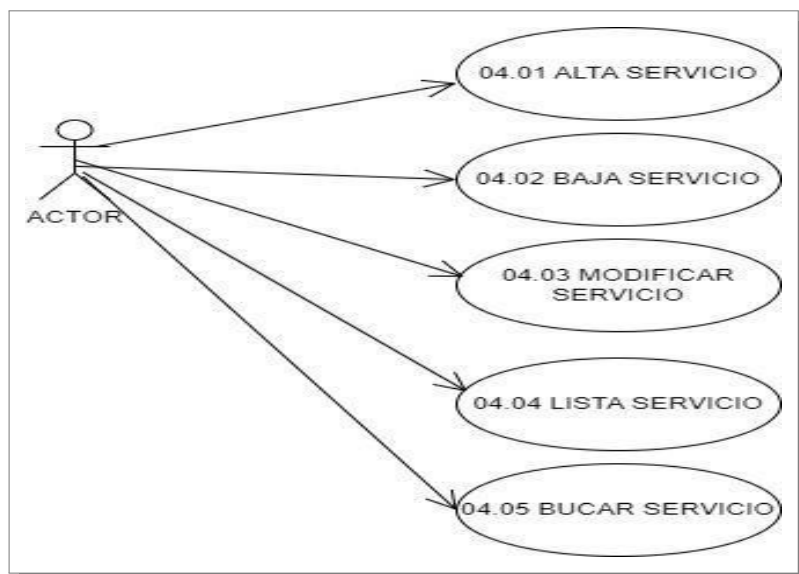 04.01 ALTA SERVICIO
04.02 BAJA SERVICIO
ACTOR
04.03 MODIFICAR
SERVICIO
04.04 LISTA SERVICIO
04.05 BUCAR SERVICIO